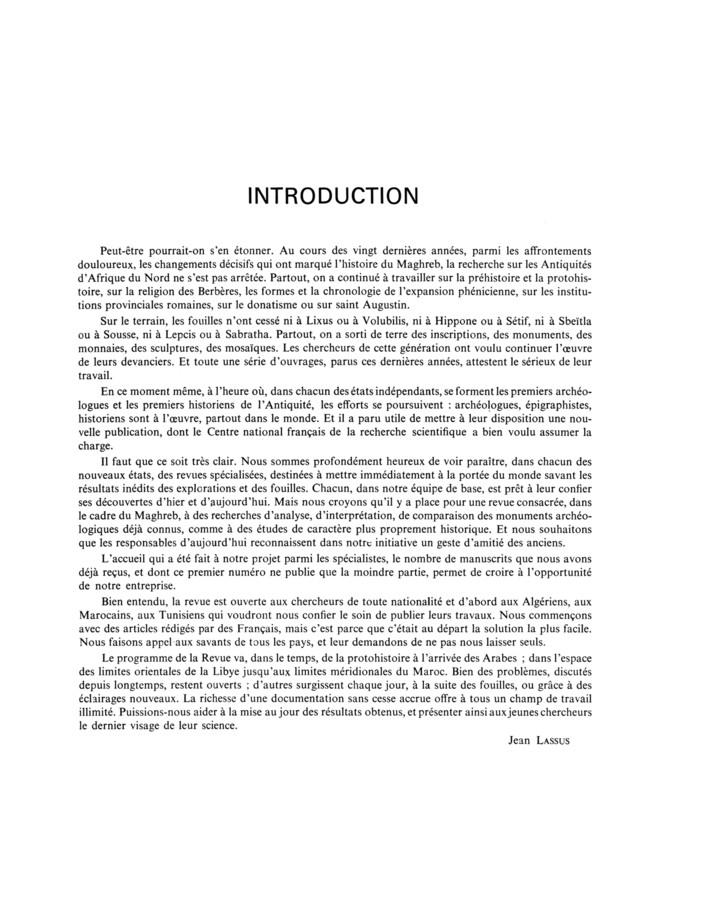 INTRODUCTION
Peut-être pourrait-on s'en étonner. Au cours des vingt dernières années, parmi les affrontements
douloureux, les changements décisifs qui ont marqué l'histoire du Maghreb, la recherche sur les Antiquités
d'Afrique du Nord ne s'est pas arrêtée. Partout, on a continué à travailler sur la préhistoire et la protohis-
toire, sur la religion des Berbères, les formes et la chronologie de l'expansion phénicienne, sur les institu-
tions provinciales romaines, sur le donatisme ou sur saint Augustin.
Sur le terrain, les fouilles n'ont cessé ni à Lixus ou à Volubilis, ni à Hippone ou à Sétif, ni à Sbeïtla
ou à Sousse, ni à Lepcis ou à Sabratha. Partout, on a sorti de terre des inscriptions, des monuments, des
monnaies, des sculptures, des mosaïques. Les chercheurs de cette génération ont voulu continuer l'œuvre
de leurs devanciers. Et toute une série d'ouvrages, parus ces dernières années, attestent le sérieux de leur
travail.
En ce moment même, à l'heure où, dans chacun des états indépendants, se forment les premiers archéo-
logues et les premiers historiens de l'Antiquité, les efforts se poursuivent : archéologues, épigraphistes,
historiens sont à l'œuvre, partout dans le monde. Et il a paru utile de mettre à leur disposition une nou-
velle publication, dont le Centre national français de la recherche scientifique a bien voulu assumer la
charge.
Il faut que ce soit très clair. Nous sommes profondément heureux de voir paraître, dans chacun des
nouveaux états, des revues spécialisées, destinées à mettre immédiatement à la portée du monde savant les
résultats inédits des explorations et des fouilles. Chacun, dans notre équipe de base, est prêt à leur confier
ses découvertes d'hier et d'aujourd'hui. Mais nous croyons qu'il y a place pour une revue consacrée, dans
le cadre du Maghreb, à des recherches d'analyse, d'interprétation, de comparaison des monuments archéo-
logiques déjà connus, comme à des études de caractère plus proprement historique. Et nous souhaitons
que les responsables d'aujourd'hui reconnaissent dans notre initiative un geste d'amitié des anciens.
L'accueil qui a été fait à notre projet parmi les spécialistes, le nombre de manuscrits que nous avons
déjà reçus, et dont ce premier numéro ne publie que la moindre partie, permet de croire à l'opportunité
de notre entreprise.
Bien entendu, la revue est ouverte aux chercheurs de toute nationalité et d'abord aux Algériens, aux
Marocains, aux Tunisiens qui voudront nous confier le soin de publier leurs travaux. Nous commençons
avec des articles rédigés par des Français, mais c'est parce que c'était au départ la solution la plus facile.
Nous faisons appel aux savants de tous les pays, et leur demandons de ne pas nous laisser seuls.
Le programme de la Revue va, dans le temps, de la protohistoire à l'arrivée des Arabes ; dans l'espace
des limites orientales de la Libye jusqu'aux limites méridionales du Maroc. Bien des problèmes, discutés
depuis longtemps, restent ouverts ; d'autres surgissent chaque jour, à la suite des fouilles, ou grâce à des
éclairages nouveaux. La richesse d'une documentation sans cesse accrue offre à tous un champ de travail
illimité. Puissions-nous aider à la mise au jour des résultats obtenus, et présenter ainsi aux jeunes chercheurs
le dernier visage de leur science.
Jean LASSUS